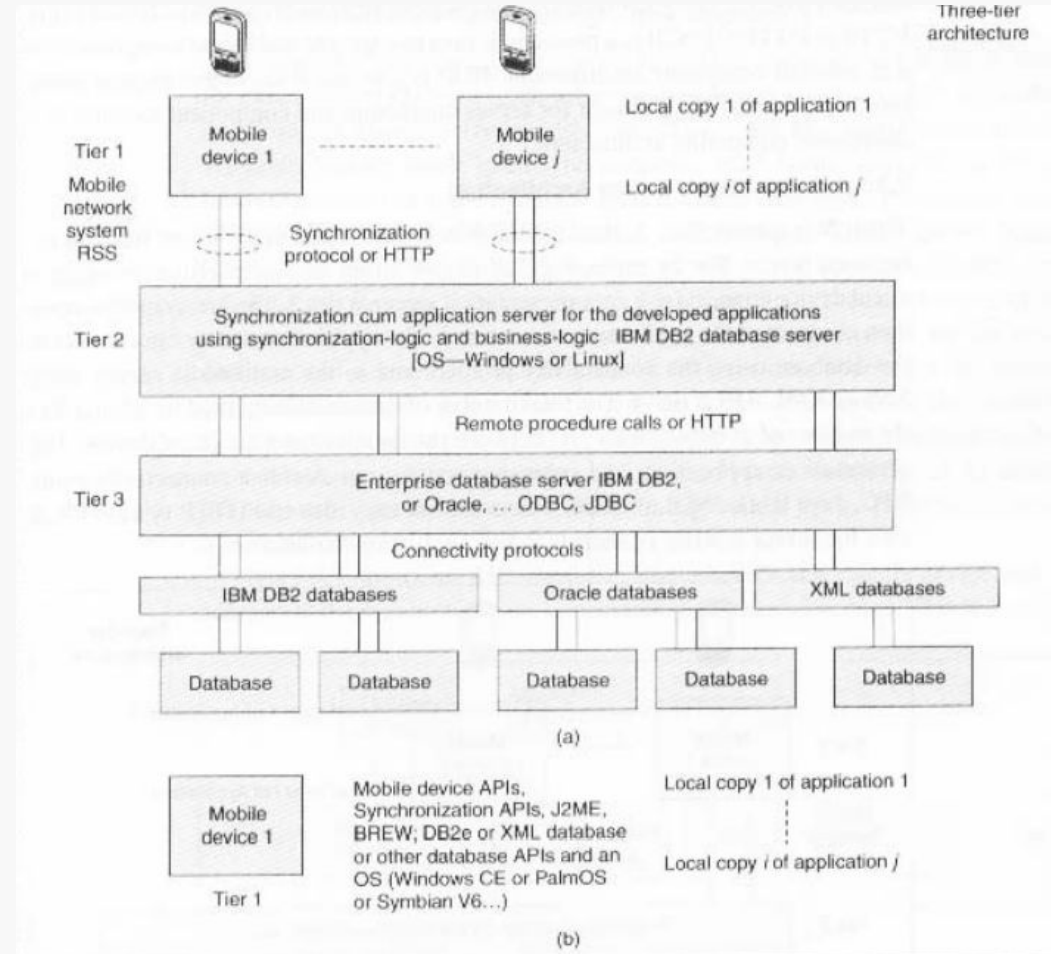 Three-tier
architecture
Mobile
device 1
Mobile
device j
Local copy 1 of application 1
Local copy i of application j
Tier 1
Mobile
network
system
RSS
Synchronization
protocol or HTTP
Tier 2
Synchronization cum application server for the developed applications
using synchronization-logic and business-logic IBM DB2 database server
[OS—Windows or Linux]
Remote procedure calls or HTTP
Tier 3
Enterprise database server IBM DB2,
or Oracle, ... ODBC, JDBC
Connectivity protocols
IBM DB2 databases
Oracle databases
XML databases
Database
Database
Database
Database
Database
(a)
Mobile
device 1
Tier 1
Mobile device APIs,
Synchronization APIs, J2ME,
BREW; DB2e or XML database
or other database APIs and an
OS (Windows CE or PalmOS
or Symbian V6...)
Local copy 1 of application 1
Local copy i of application j
(b)